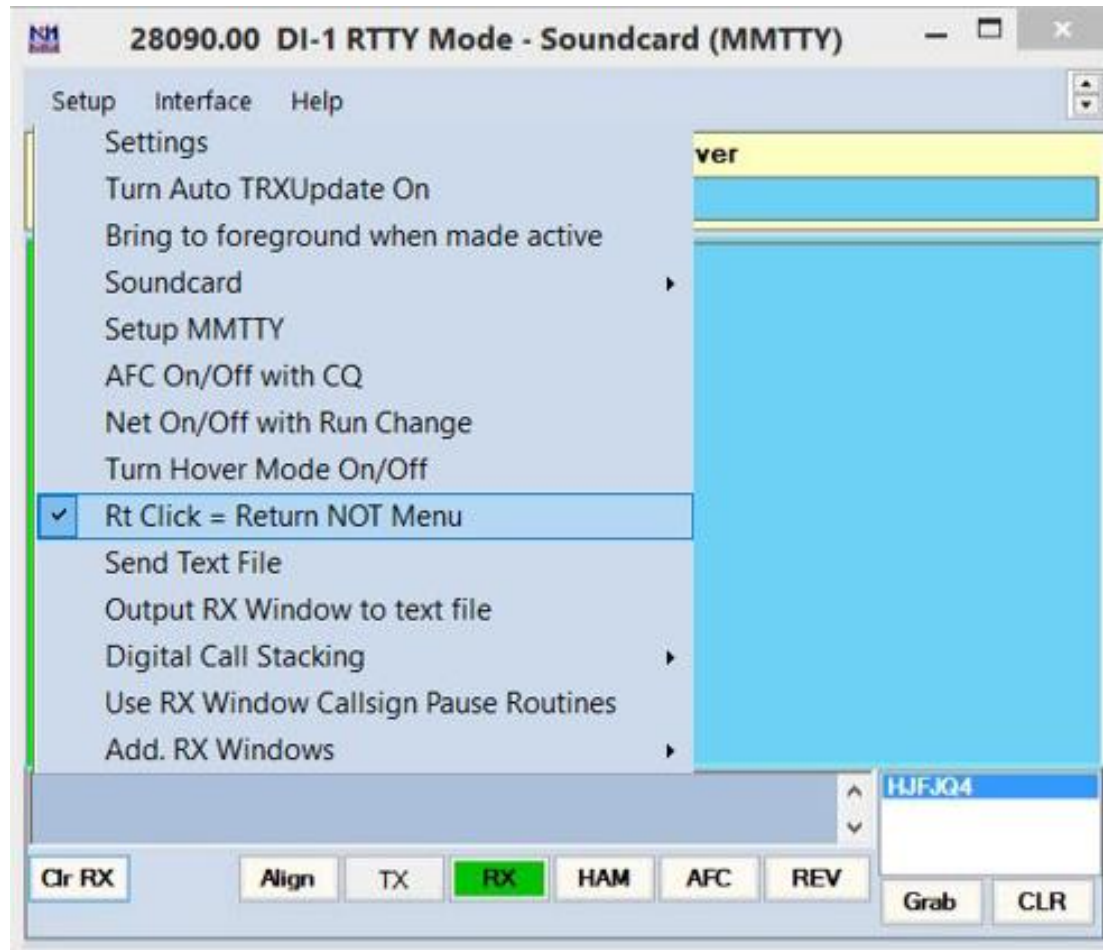 28090.00 DI-1 RTTY Mode - Soundcard (MMTTY)
Setup Interface Help
Settings
ver
Turn Auto TRXUpdate On
Bring to foreground when made active
Soundcard
Setup MMTTY
AFC On/Off with CQ
Net On/Off with Run Change
Turn Hover Mode On/Off
Rt Click = Return NOT Menu
Send Text File
Output RX Window to text file
Digital Call Stacking
Use RX Window Callsign Pause Routines
Add. RX Windows
HJFJQ4
Clr RX Align TX RX HAM AFC REV
Grab CLR